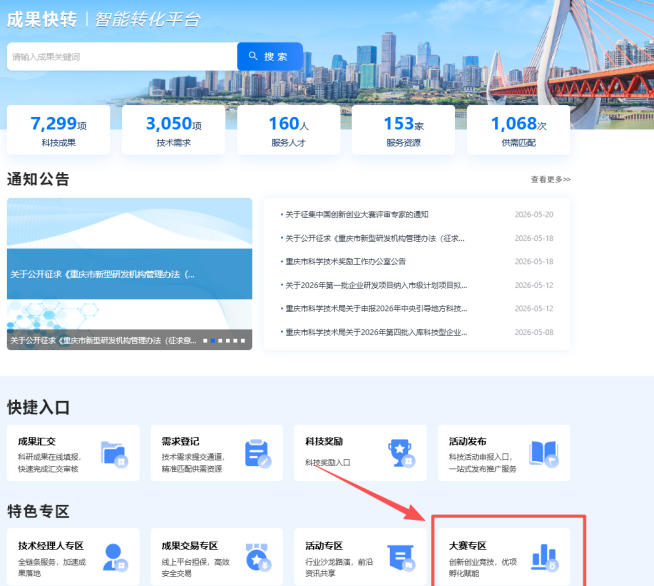 成果快转 | 智能转化平台
请输入成果关键词
搜 索
7,299项
科技成果
3,050项
技术需求
160人
服务人才
153家
服务资源
1,068次
供需匹配
通知公告
查看更多>>
关于公开征求《重庆市新型研发机构管理办法（...
关于公开征求《重庆市新型研发机构管理办法（征求意...
• 关于征集中国创新创业大赛评审专家的通知 2026-05-20
• 关于公开征求《重庆市新型研发机构管理办法（征求... 2026-05-18
• 重庆市科学技术奖励工作办公室公告 2026-05-18
• 关于2026年第一批企业研发项目纳入市级计划项目拟... 2026-05-12
• 重庆市科学技术局关于申报2026年中央引导地方科技... 2026-05-12
• 重庆市科学技术局关于2026年第四批入库科技型企业... 2026-05-08
快捷入口
成果汇交
科研成果在线填报，
快速完成汇交审核
需求登记
技术需求提交通道，
精准匹配供需资源
科技奖励
科技奖励入口
活动发布
科技活动申报入口，
一站式发布推广服务
特色专区
技术经理人专区
全链条服务，加速成
果落地
成果交易专区
线上平台担保，高效
安全交易
活动专区
行业沙龙路演，前沿
资讯共享
大赛专区
创新创业竞技，优项
孵化赋能